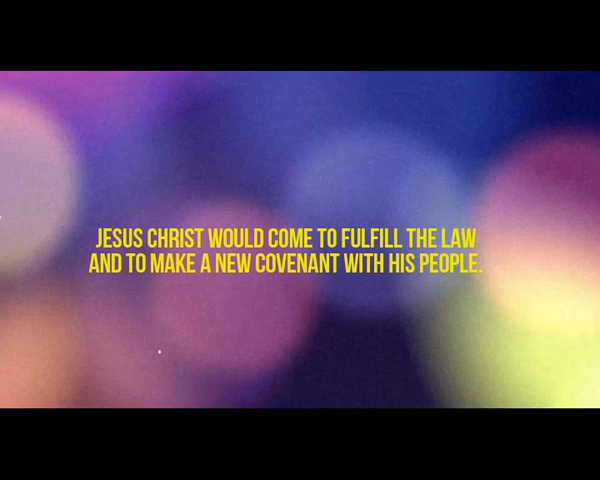 JESUS CHRIST WOULD COME TO FULFILL THE LAW
AND TO MAKE A NEW COVENANT WITH HIS PEOPLE.